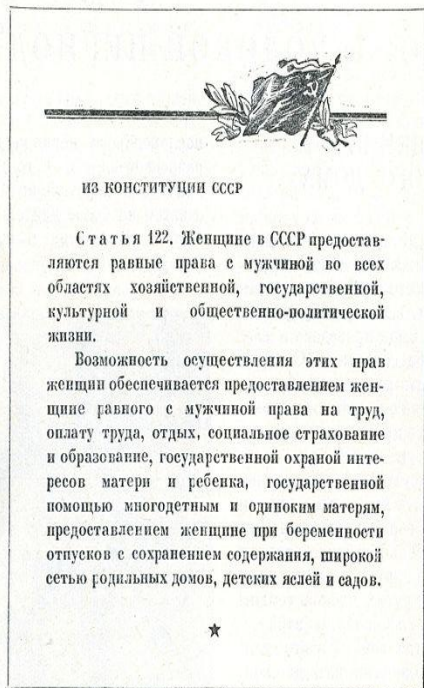 ИЗ КОНСТИТУЦИИ СССР
Статья 122. Женщине в СССР предостав-
ляются равные права с мужчиной во всех
областях хозяйственной, государственной,
культурной и общественно-политической
жизни.
Возможность осуществления этих прав
женщин обеспечивается предоставлением жен-
щине равного с мужчиной права на труд,
оплату труда, отдых, социальное страхование
и образование, государственной охраной инте-
ресов матери и ребенка, государственной
помощью многодетным и одиноким матерям,
предоставлением женщине при беременности
отпусков с сохранением содержания, широкой
сетью родильных домов, детских яслей и садов.